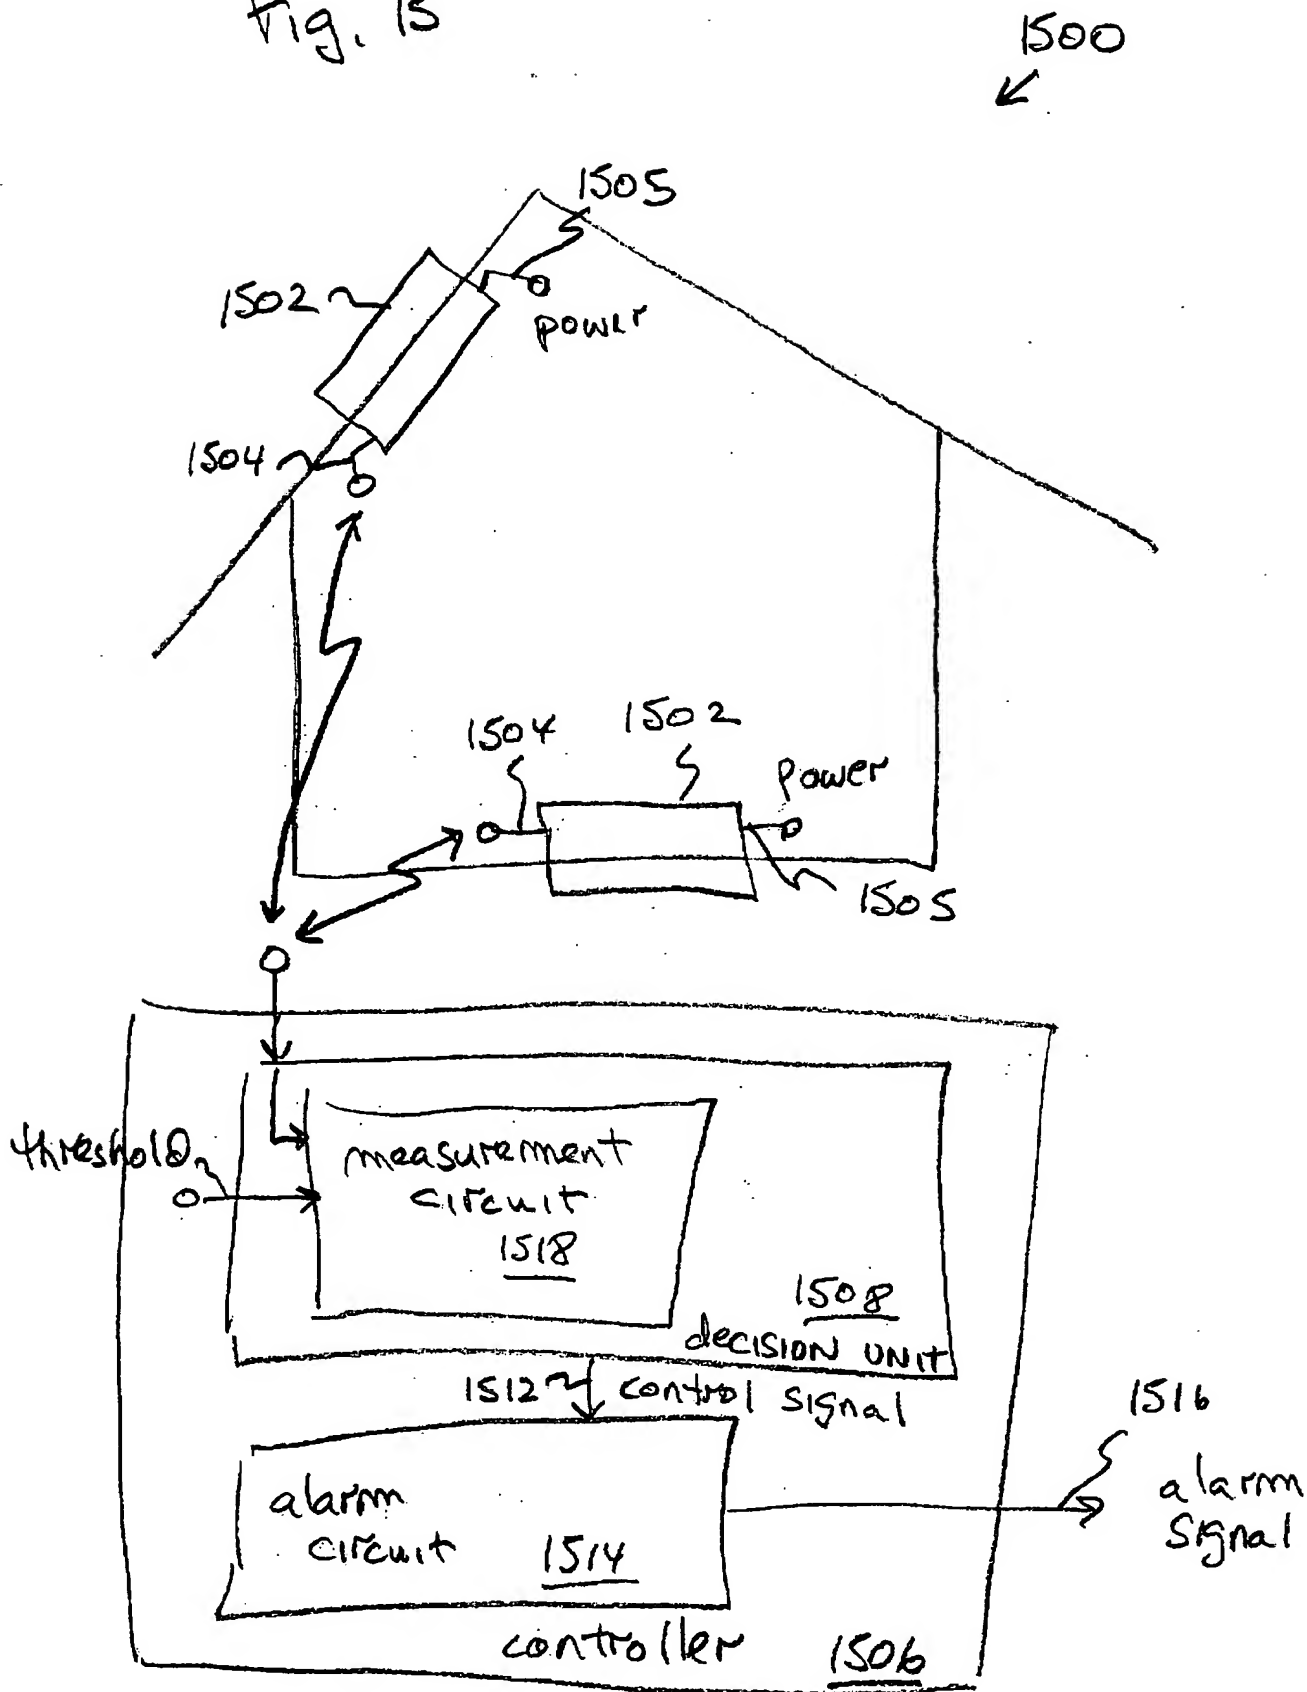 Fig. 15
1500
1505
1502
power
1504
1504
1502
power
1505
threshold
measurement
circuit
1518
1508
decision unit
1512
control signal
1516
alarm
signal
alarm
circuit
1514
controller
1506